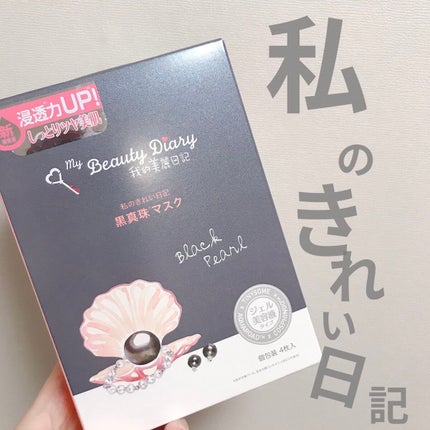 私のきれい日記
新
浸透力UP!
しっとりツヤ美肌
My Beauty Diary
我的美麗日記
私のきれい日記
黒真珠マスク
Black
Pearl
ジェル
美容液
タイプ
個包装 4枚入